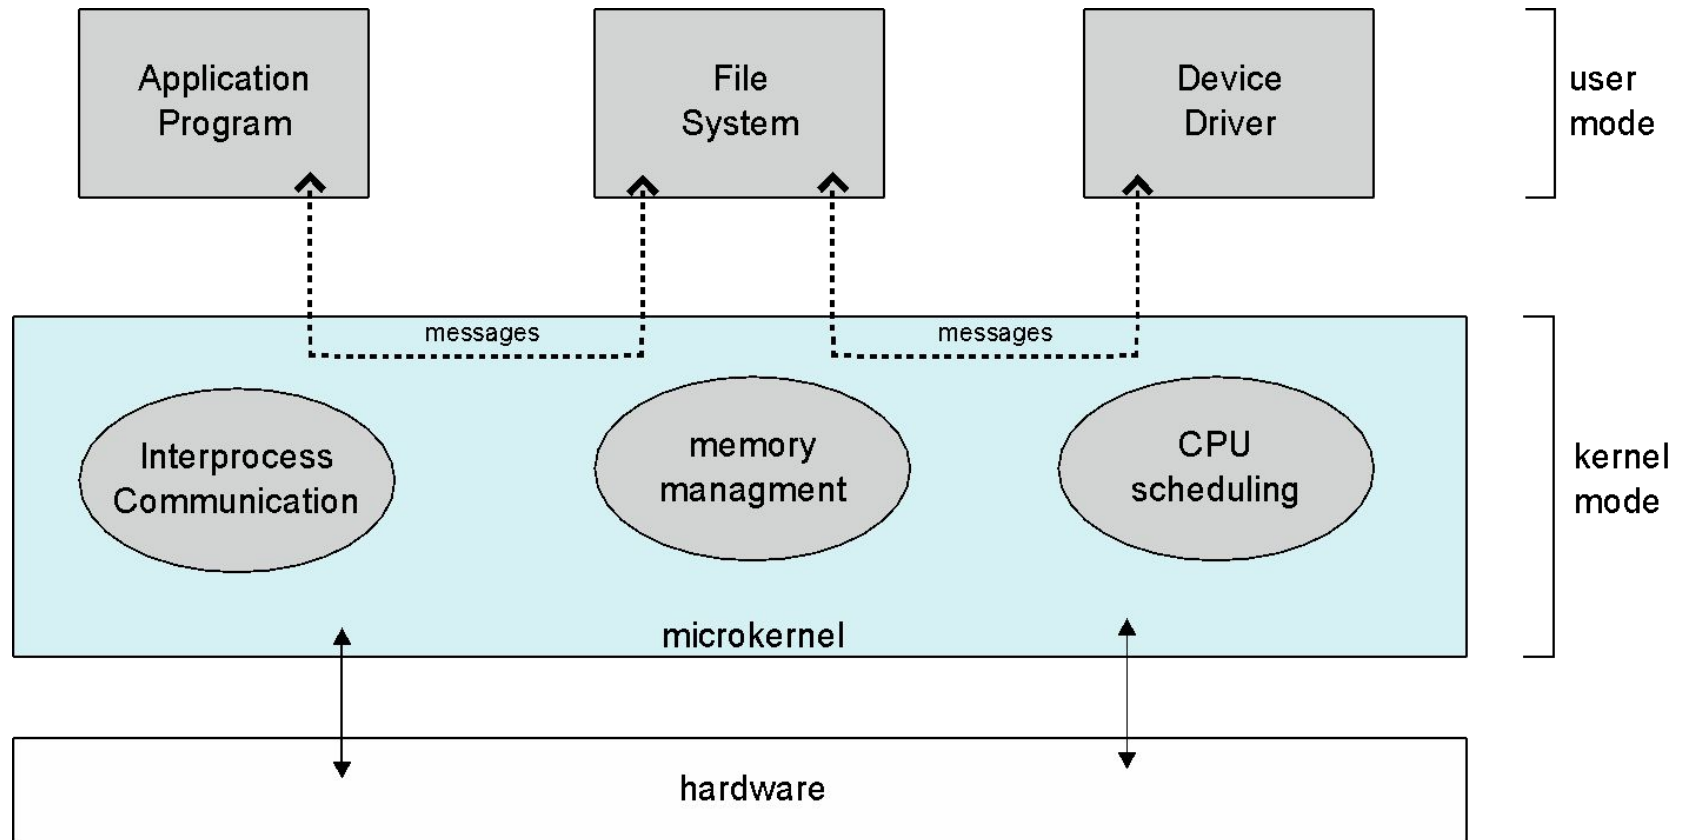 Application
Program
File
System
Device
Driver
user
mode
messages
messages
Interprocess
Communication
memory
managment
CPU
scheduling
kernel
mode
microkernel
hardware